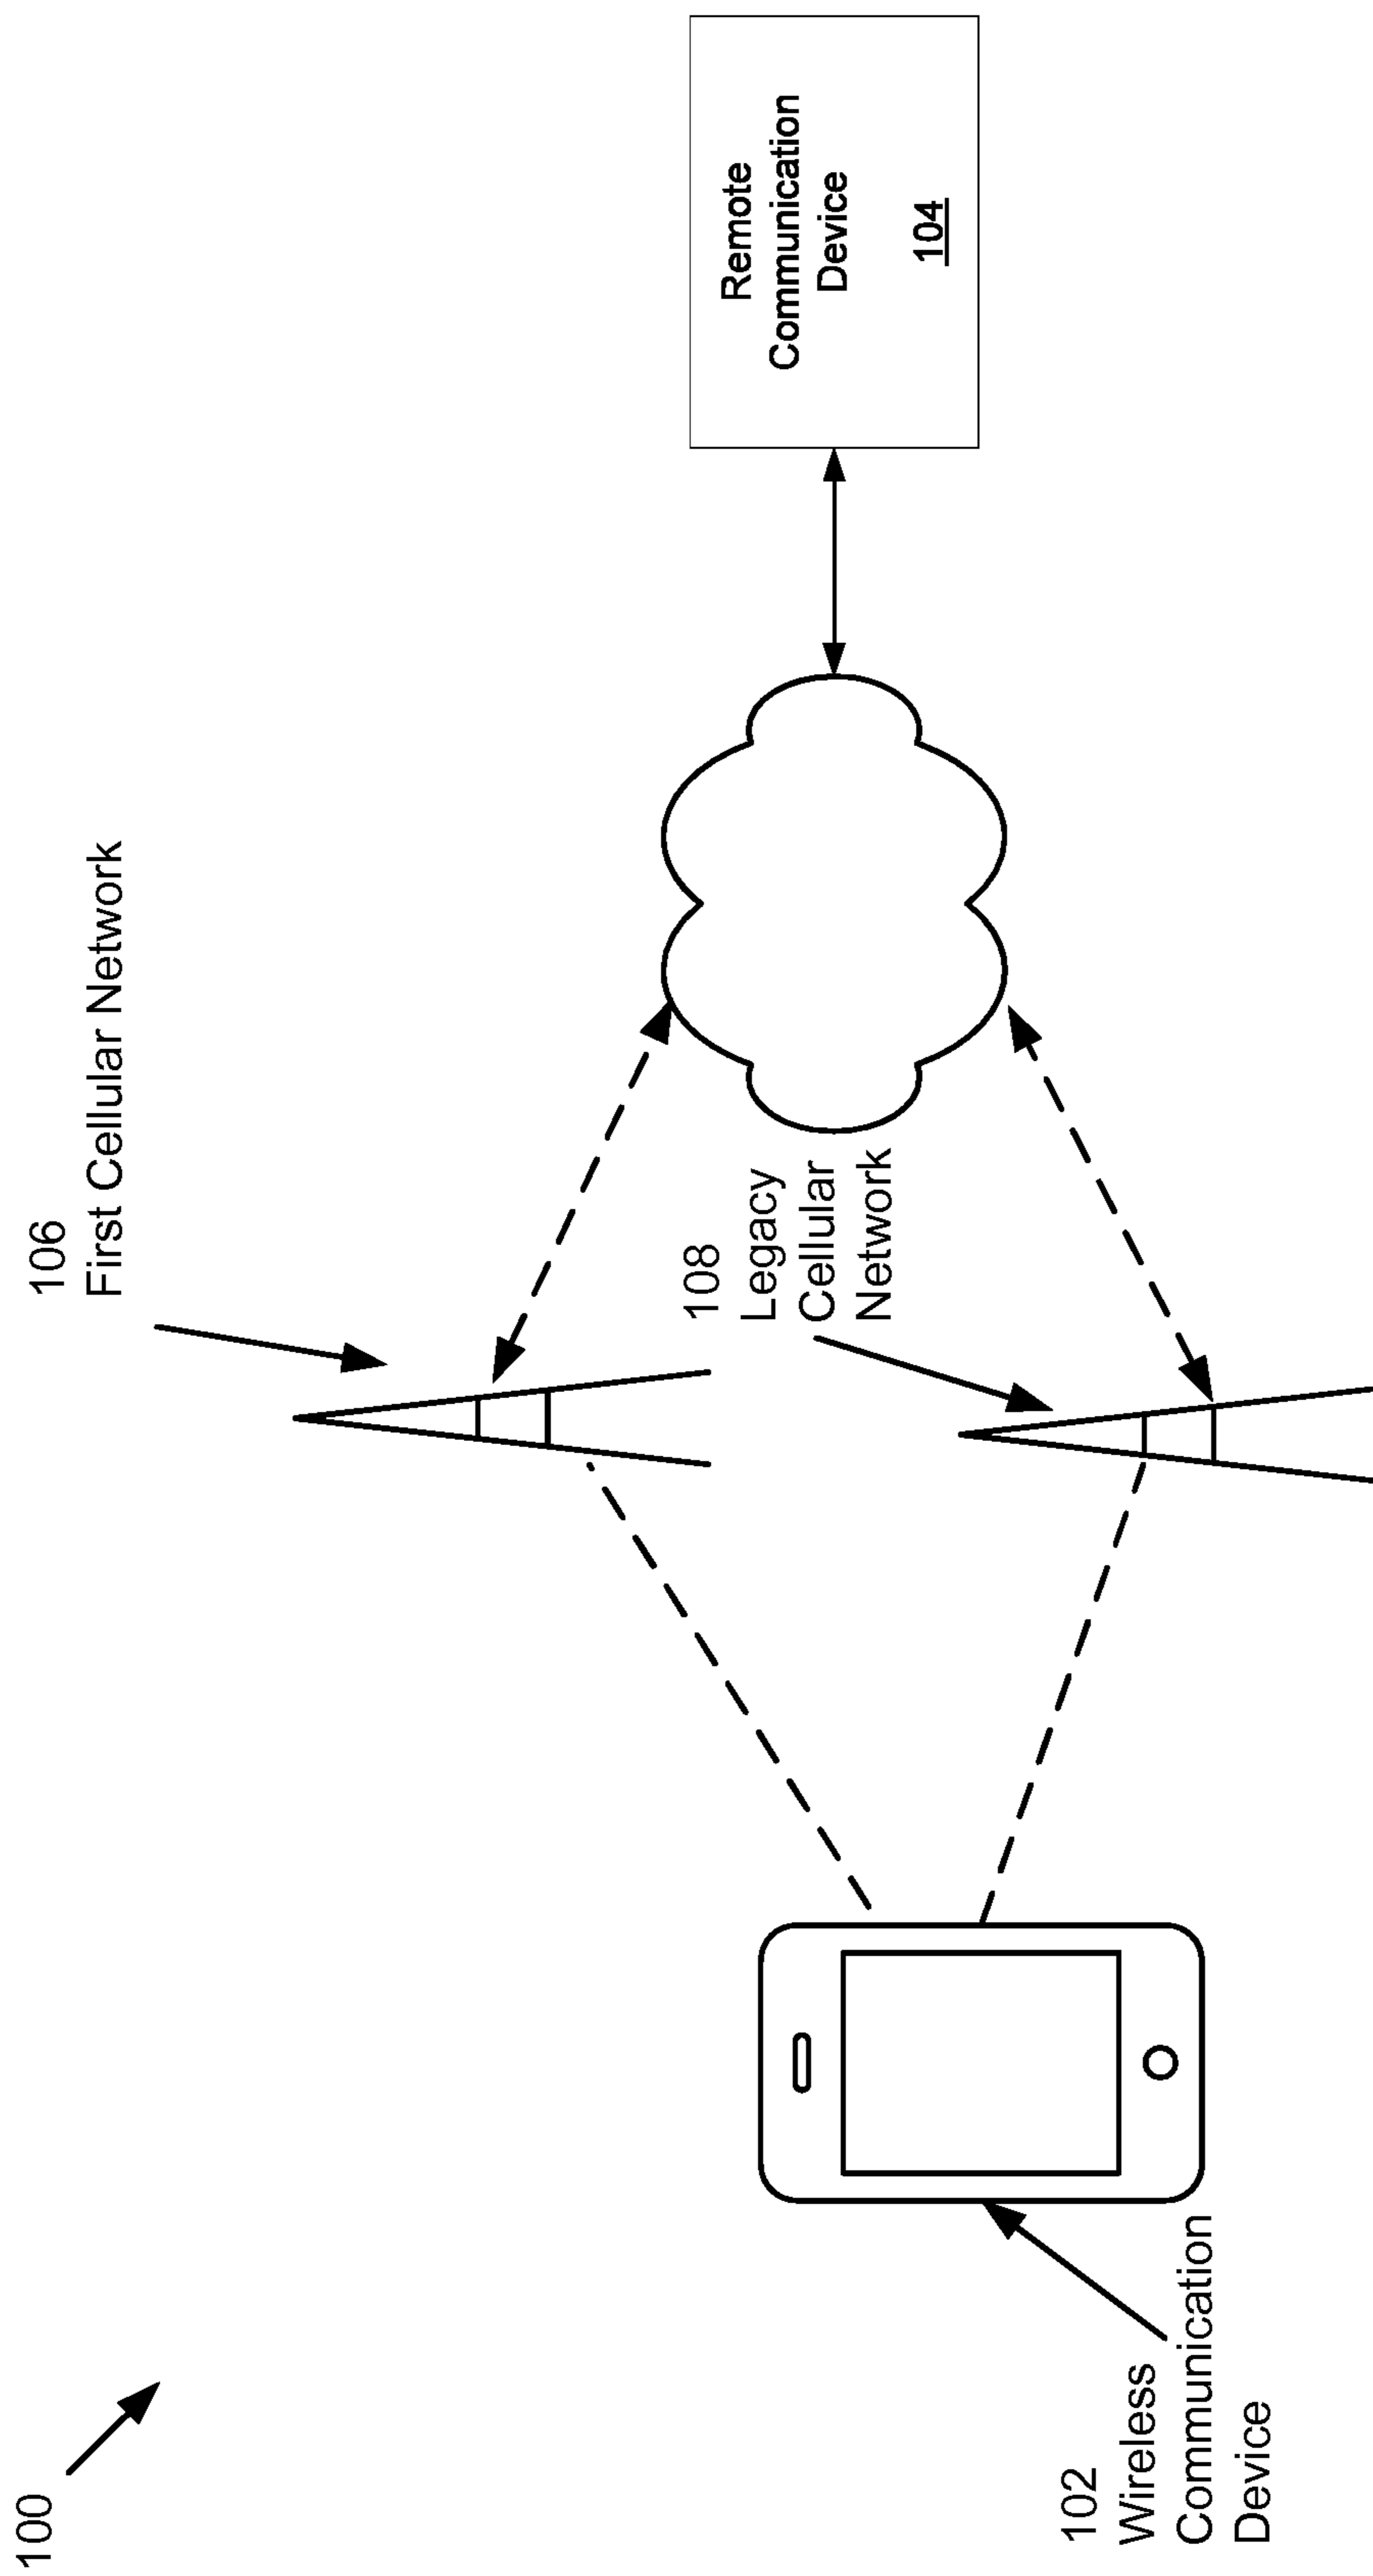 100
106
First Cellular Network
108
Legacy
Cellular
Network
Remote
Communication
Device
104
102
Wireless
Communication
Device